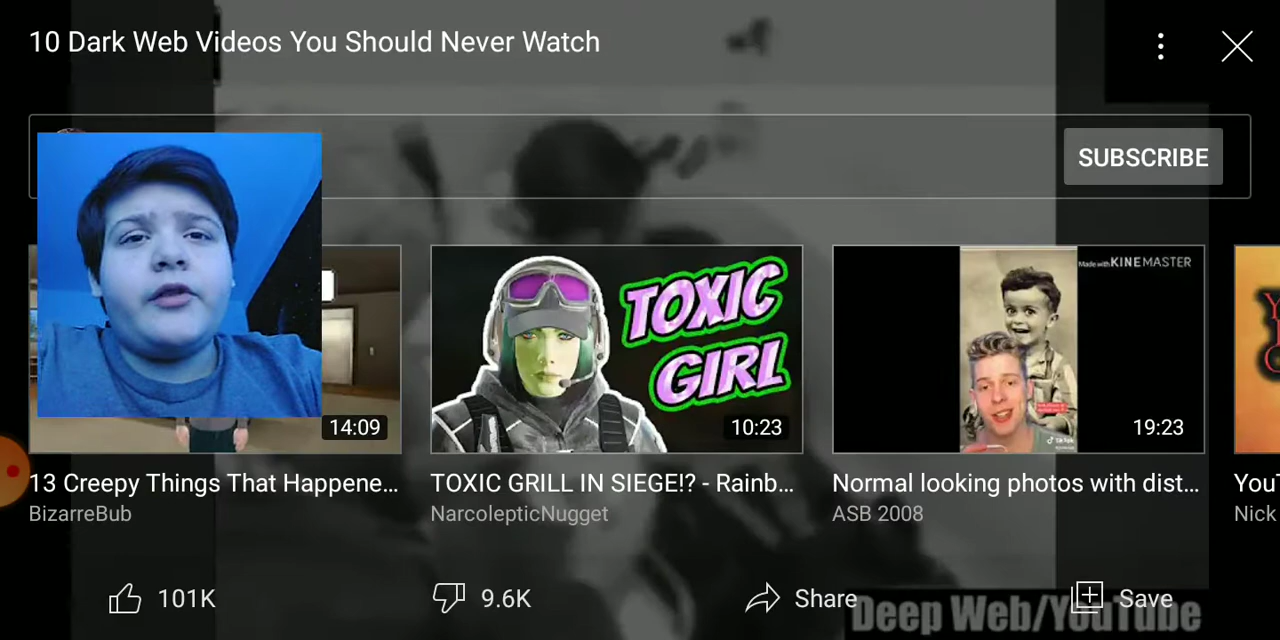 10 Dark Web Videos You Should Never Watch
SUBSCRIBE
TOXIC
GIRL
Made with KINEMASTER
TikTok
14:09
10:23
19:23
13 Creepy Things That Happene...
TOXIC GRILL IN SIEGE!? - Rainb...
Normal looking photos with dist...
BizarreBub
NarcolepticNugget
ASB 2008
Nick
101K
9.6K
Share
Save
Deep Web/YouTube